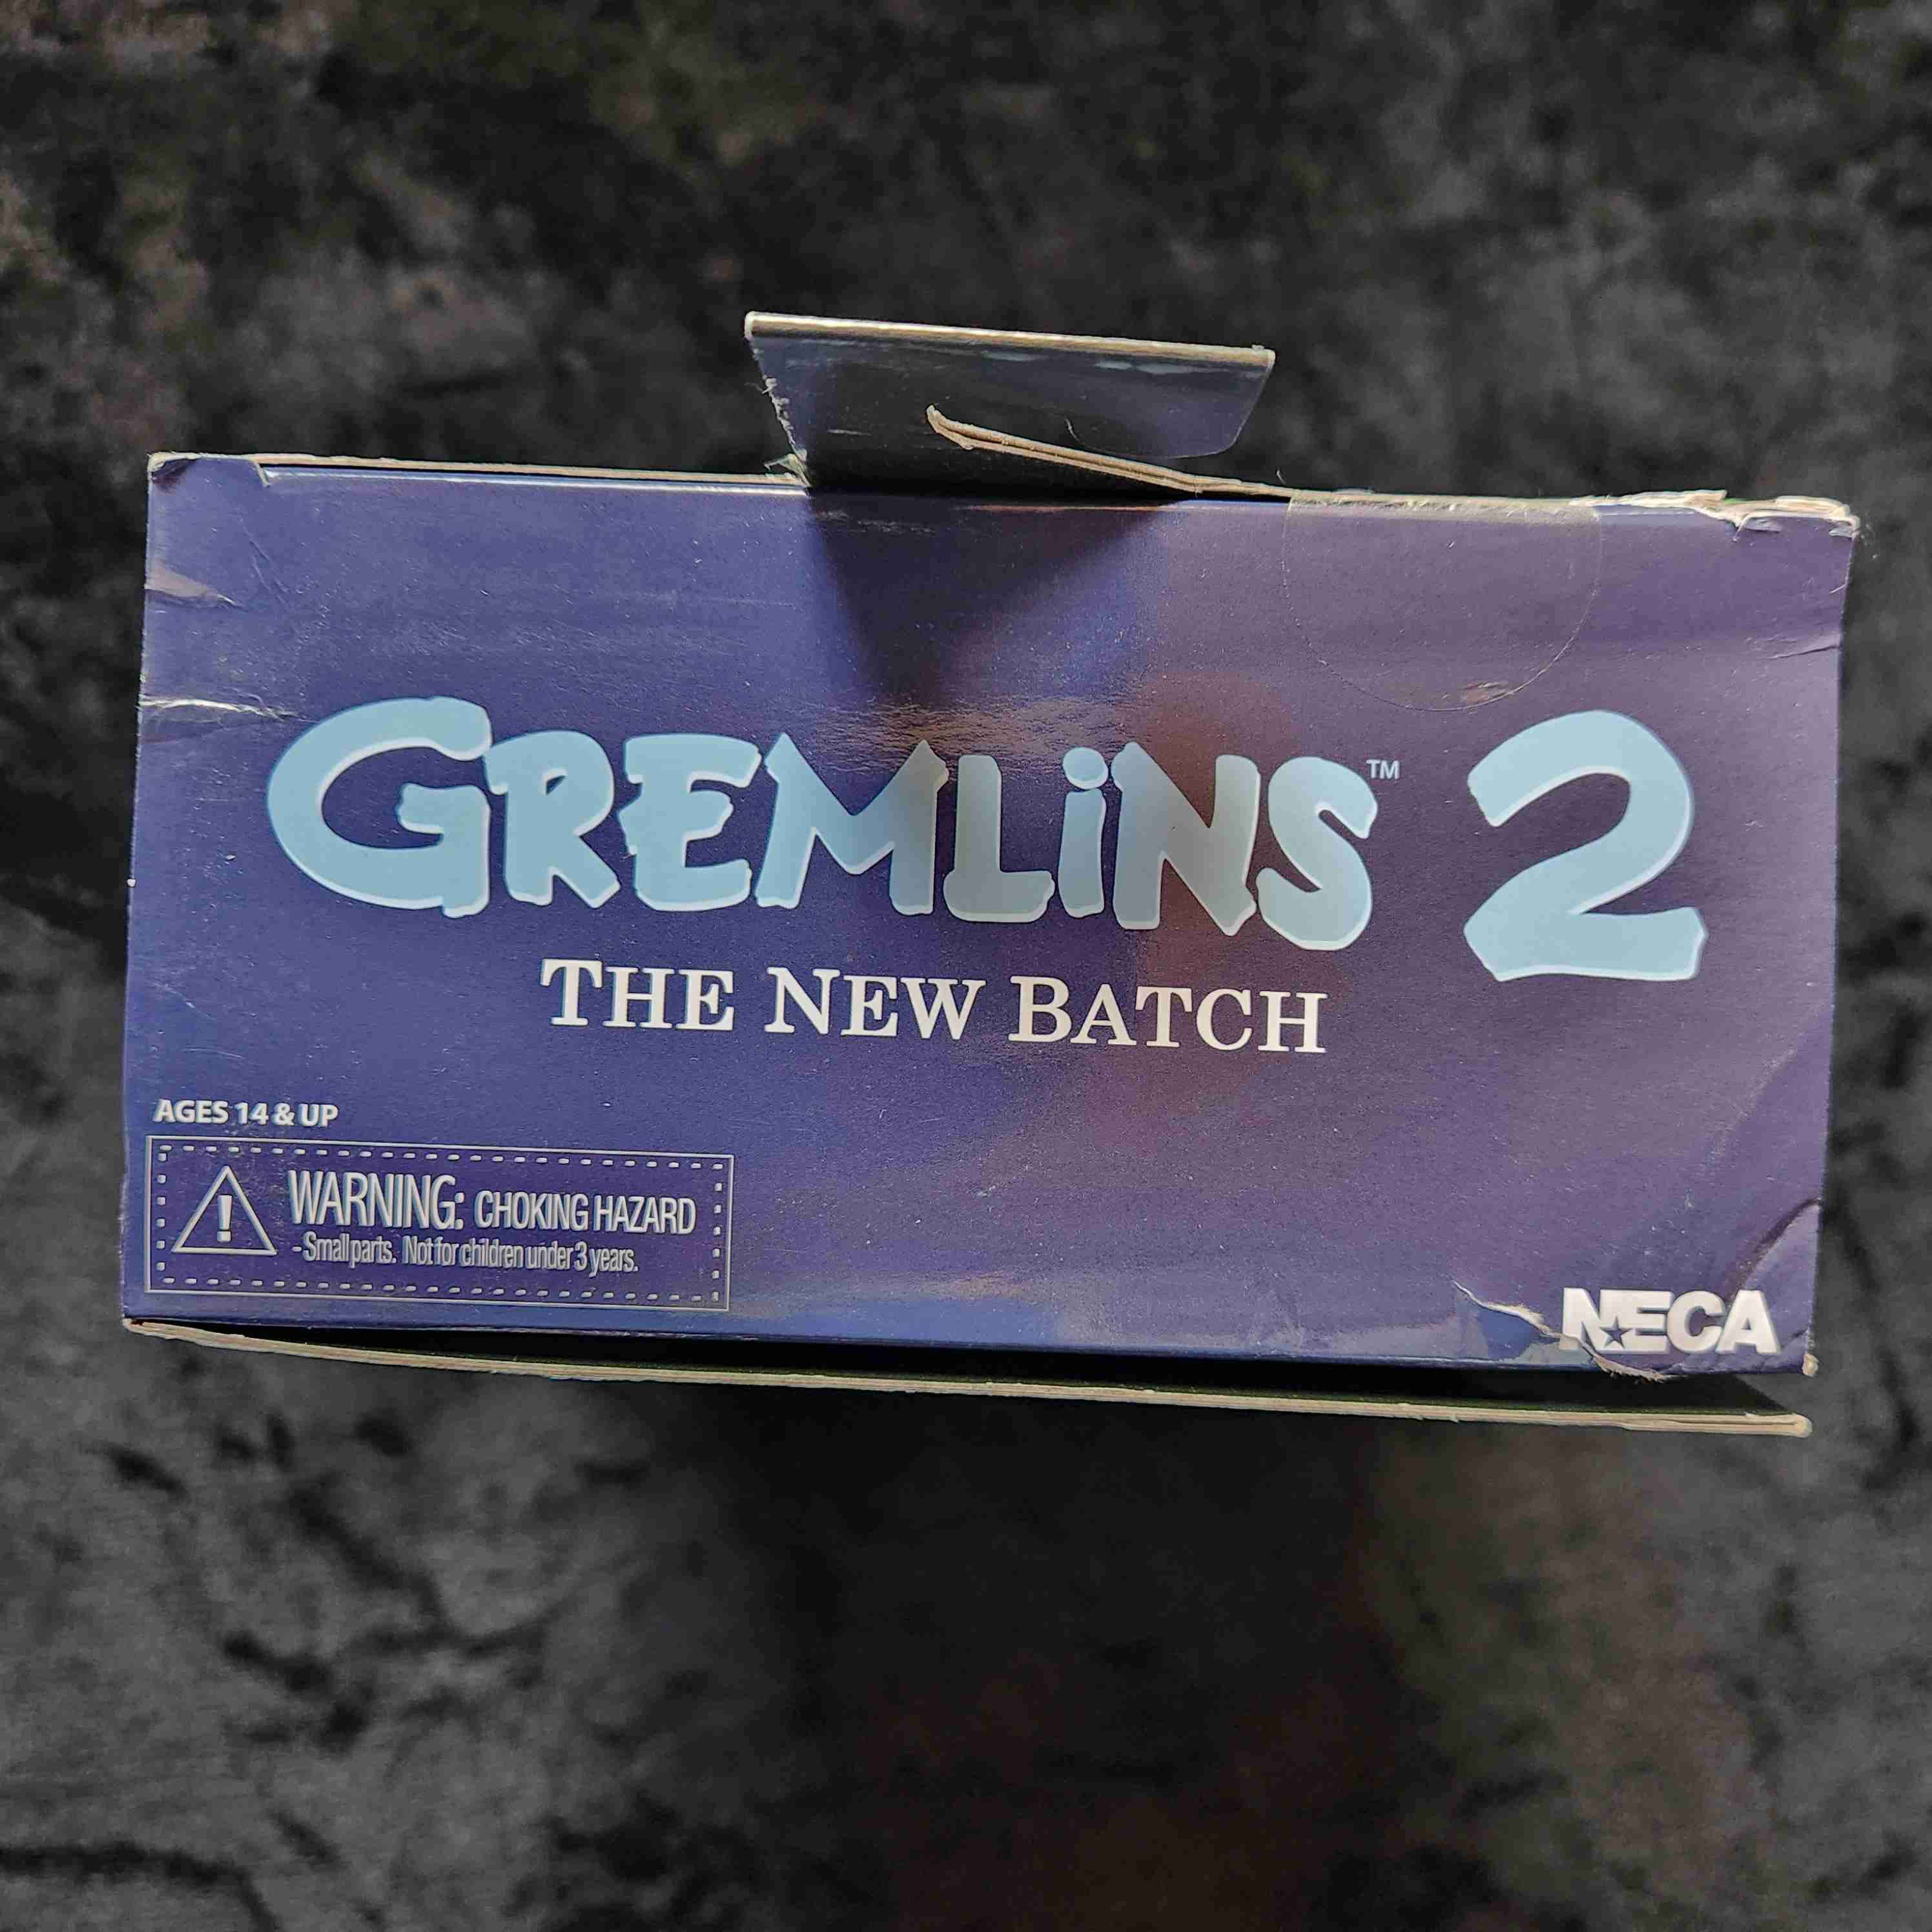 GREMLiNS™ 2
THE NEW BATCH
AGES 14 & UP
WARNING: CHOKING HAZARD
-Small parts. Not for children under 3 years.
NECA